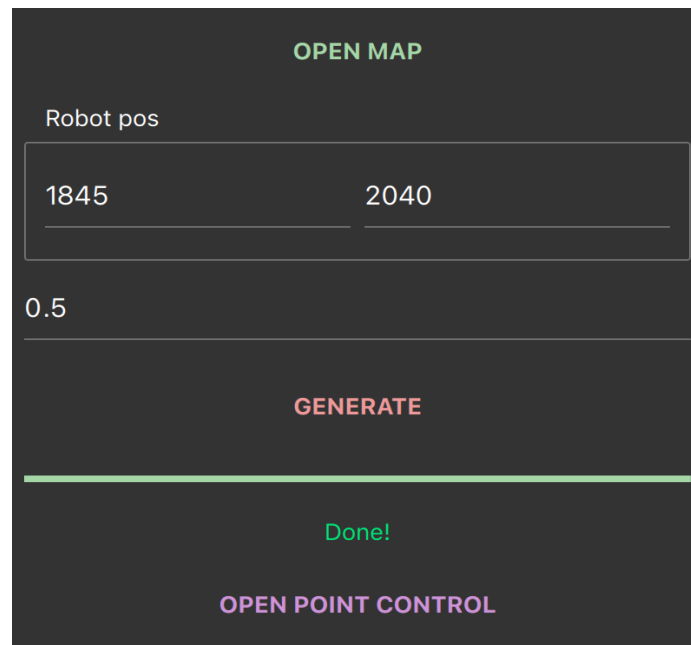 OPEN MAP
Robot pos
1845 2040
0.5
GENERATE
Done!
OPEN POINT CONTROL